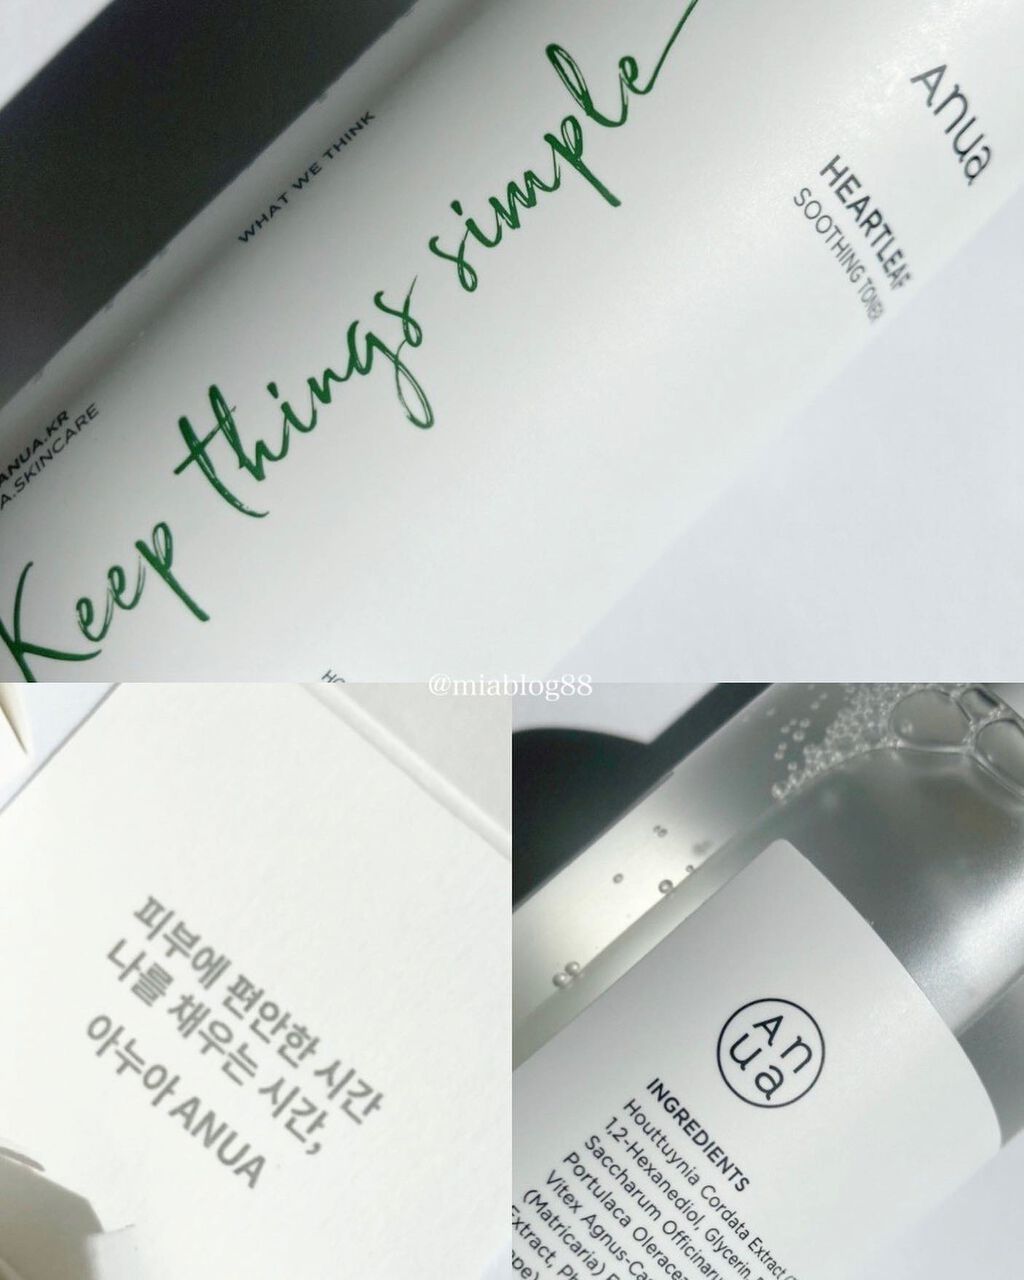 WHAT WE THINK
Keep things simple
ANUA.KR
A.SKINCARE
Anua
HEARTLEAF
SOOTHING TONER
@miablog88
피부에 편안한 시간
나를 채우는 시간,
아누아 ANUA
An
ua
INGREDIENTS
Houttuynia Cordata Extract(
1,2-Hexanediol, Glycerin,
Saccharum Officinaru
Portulaca Olerace
Vitex Agnus-Ca
(Matricaria)
Extract, Ph